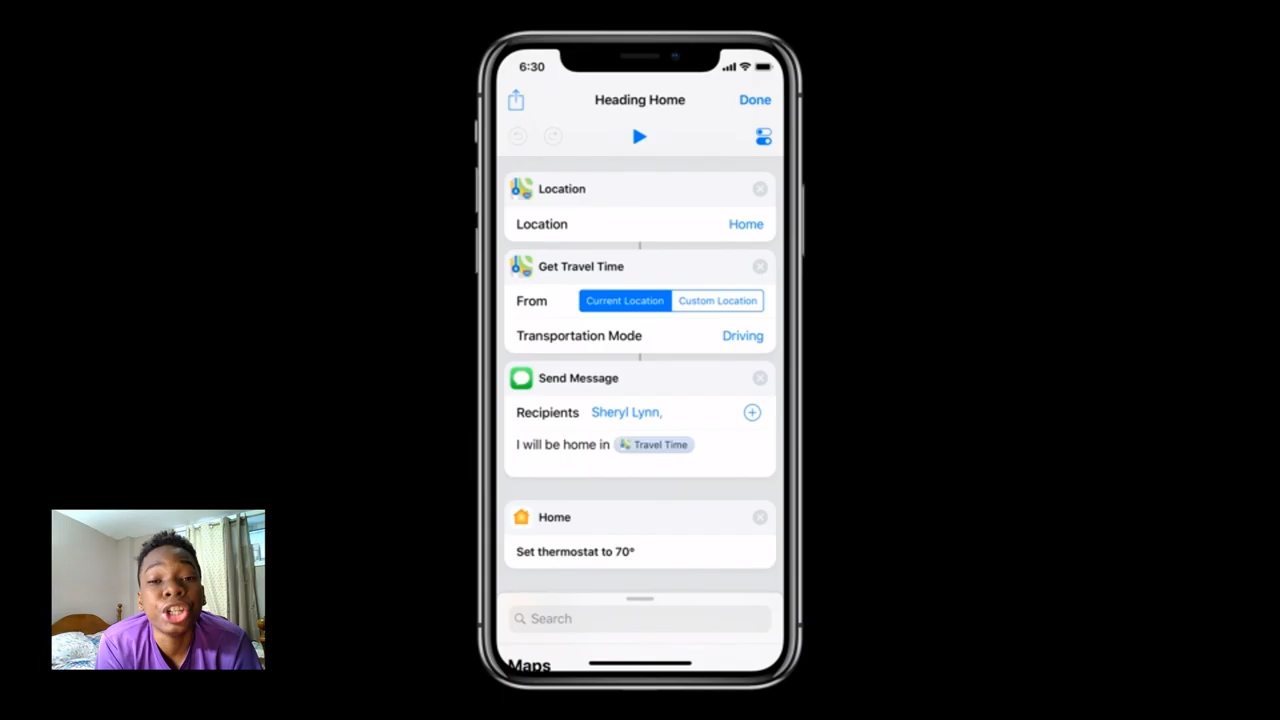 6:30
Heading Home Done
Location
Location Home
Get Travel Time
From Current Location Custom Location
Transportation Mode Driving
Send Message
Recipients Sheryl Lynn,
I will be home in Travel Time
Home
Set thermostat to 70°
Search
Maps